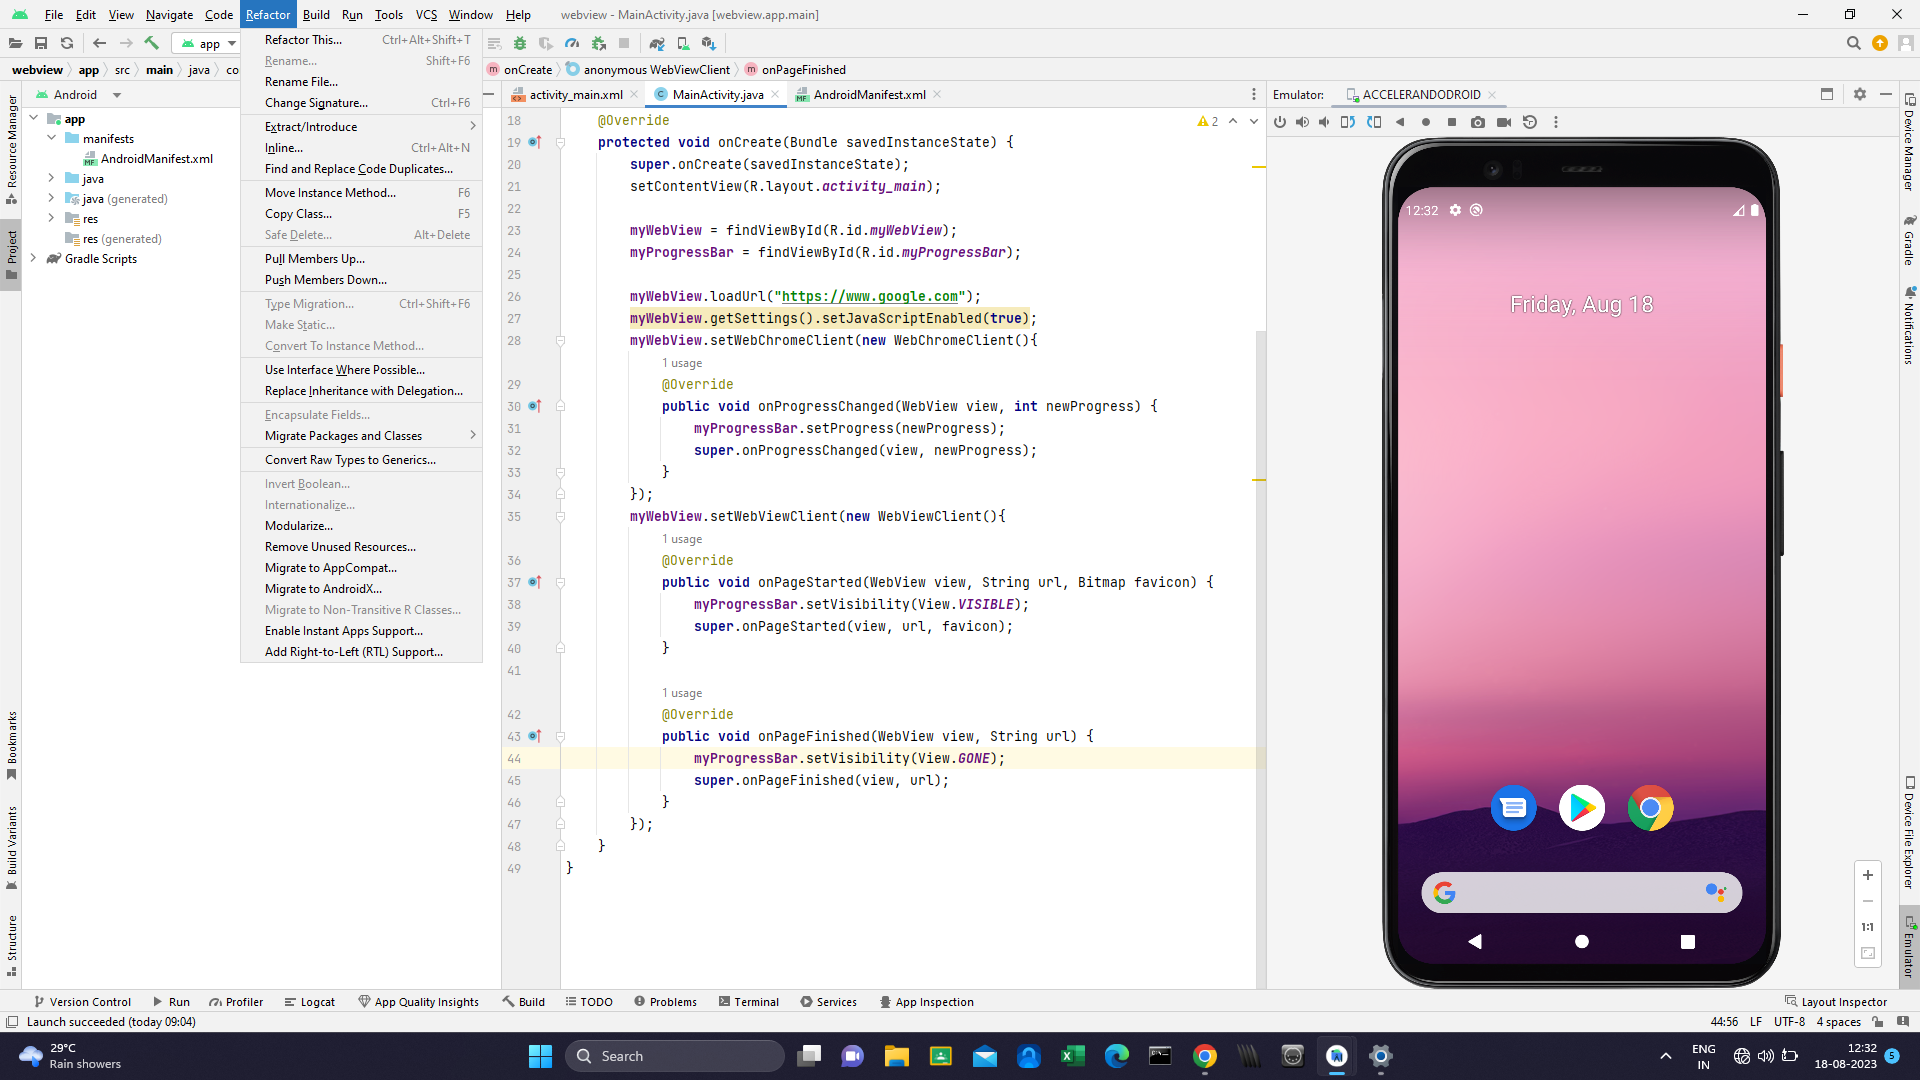 File Edit View Navigate Code Refactor Build Run Tools VCS Window Help webview - MainActivity.java [webview.app.main]
app
webview app src main java co onCreate anonymous WebViewClient onPageFinished
Android
activity_main.xml MainActivity.java AndroidManifest.xml
Emulator: ACCELERANDODROID
app
manifests
AndroidManifest.xml
java
java (generated)
res
res (generated)
Gradle Scripts
Refactor This... Ctrl+Alt+Shift+T
Rename... Shift+F6
Rename File...
Change Signature... Ctrl+F6
Extract/Introduce
Inline... Ctrl+Alt+N
Find and Replace Code Duplicates...
Move Instance Method... F6
Copy Class... F5
Safe Delete... Alt+Delete
Pull Members Up...
Push Members Down...
Type Migration... Ctrl+Shift+F6
Make Static...
Convert To Instance Method...
Use Interface Where Possible...
Replace Inheritance with Delegation...
Encapsulate Fields...
Migrate Packages and Classes
Convert Raw Types to Generics...
Invert Boolean...
Internationalize...
Modularize...
Remove Unused Resources...
Migrate to AppCompat...
Migrate to AndroidX...
Migrate to Non-Transitive R Classes...
Enable Instant Apps Support...
Add Right-to-Left (RTL) Support...
2
18 @Override
19 protected void onCreate(Bundle savedInstanceState) {
20 super.onCreate(savedInstanceState);
21 setContentView(R.layout.activity_main);
22
23 myWebView = findViewById(R.id.myWebView);
24 myProgressBar = findViewById(R.id.myProgressBar);
25
26 myWebView.loadUrl("https://www.google.com");
27 myWebView.getSettings().setJavaScriptEnabled(true);
28 myWebView.setWebChromeClient(new WebChromeClient(){
1 usage
29 @Override
30 public void onProgressChanged(WebView view, int newProgress) {
31 myProgressBar.setProgress(newProgress);
32 super.onProgressChanged(view, newProgress);
33 }
34 });
35 myWebView.setWebViewClient(new WebViewClient(){
1 usage
36 @Override
37 public void onPageStarted(WebView view, String url, Bitmap favicon) {
38 myProgressBar.setVisibility(View.VISIBLE);
39 super.onPageStarted(view, url, favicon);
40 }
41
1 usage
42 @Override
43 public void onPageFinished(WebView view, String url) {
44 myProgressBar.setVisibility(View.GONE);
45 super.onPageFinished(view, url);
46 }
47 });
48 }
49 }
12:32
Friday, Aug 18
1:1
Resource Manager
Project
Bookmarks
Build Variants
Structure
Device Manager
Gradle
Notifications
Device File Explorer
Emulator
Version Control Run Profiler Logcat App Quality Insights Build TODO Problems Terminal Services App Inspection Layout Inspector
Launch succeeded (today 09:04) 44:56 LF UTF-8 4 spaces
29°C
Rain showers
Search
ENG
IN
12:32
18-08-2023
5